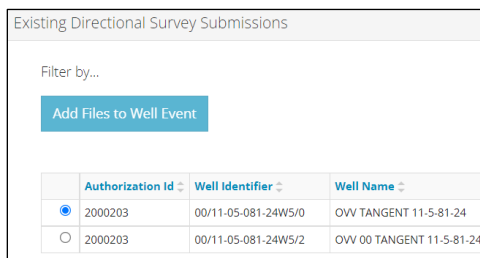 Existing Directional Survey Submissions
Filter by...
Add Files to Well Event
Authorization Id Well Identifier Well Name
2000203 00/11-05-081-24W5/0 OVV TANGENT 11-5-81-24
2000203 00/11-05-081-24W5/2 OVV 00 TANGENT 11-5-81-24